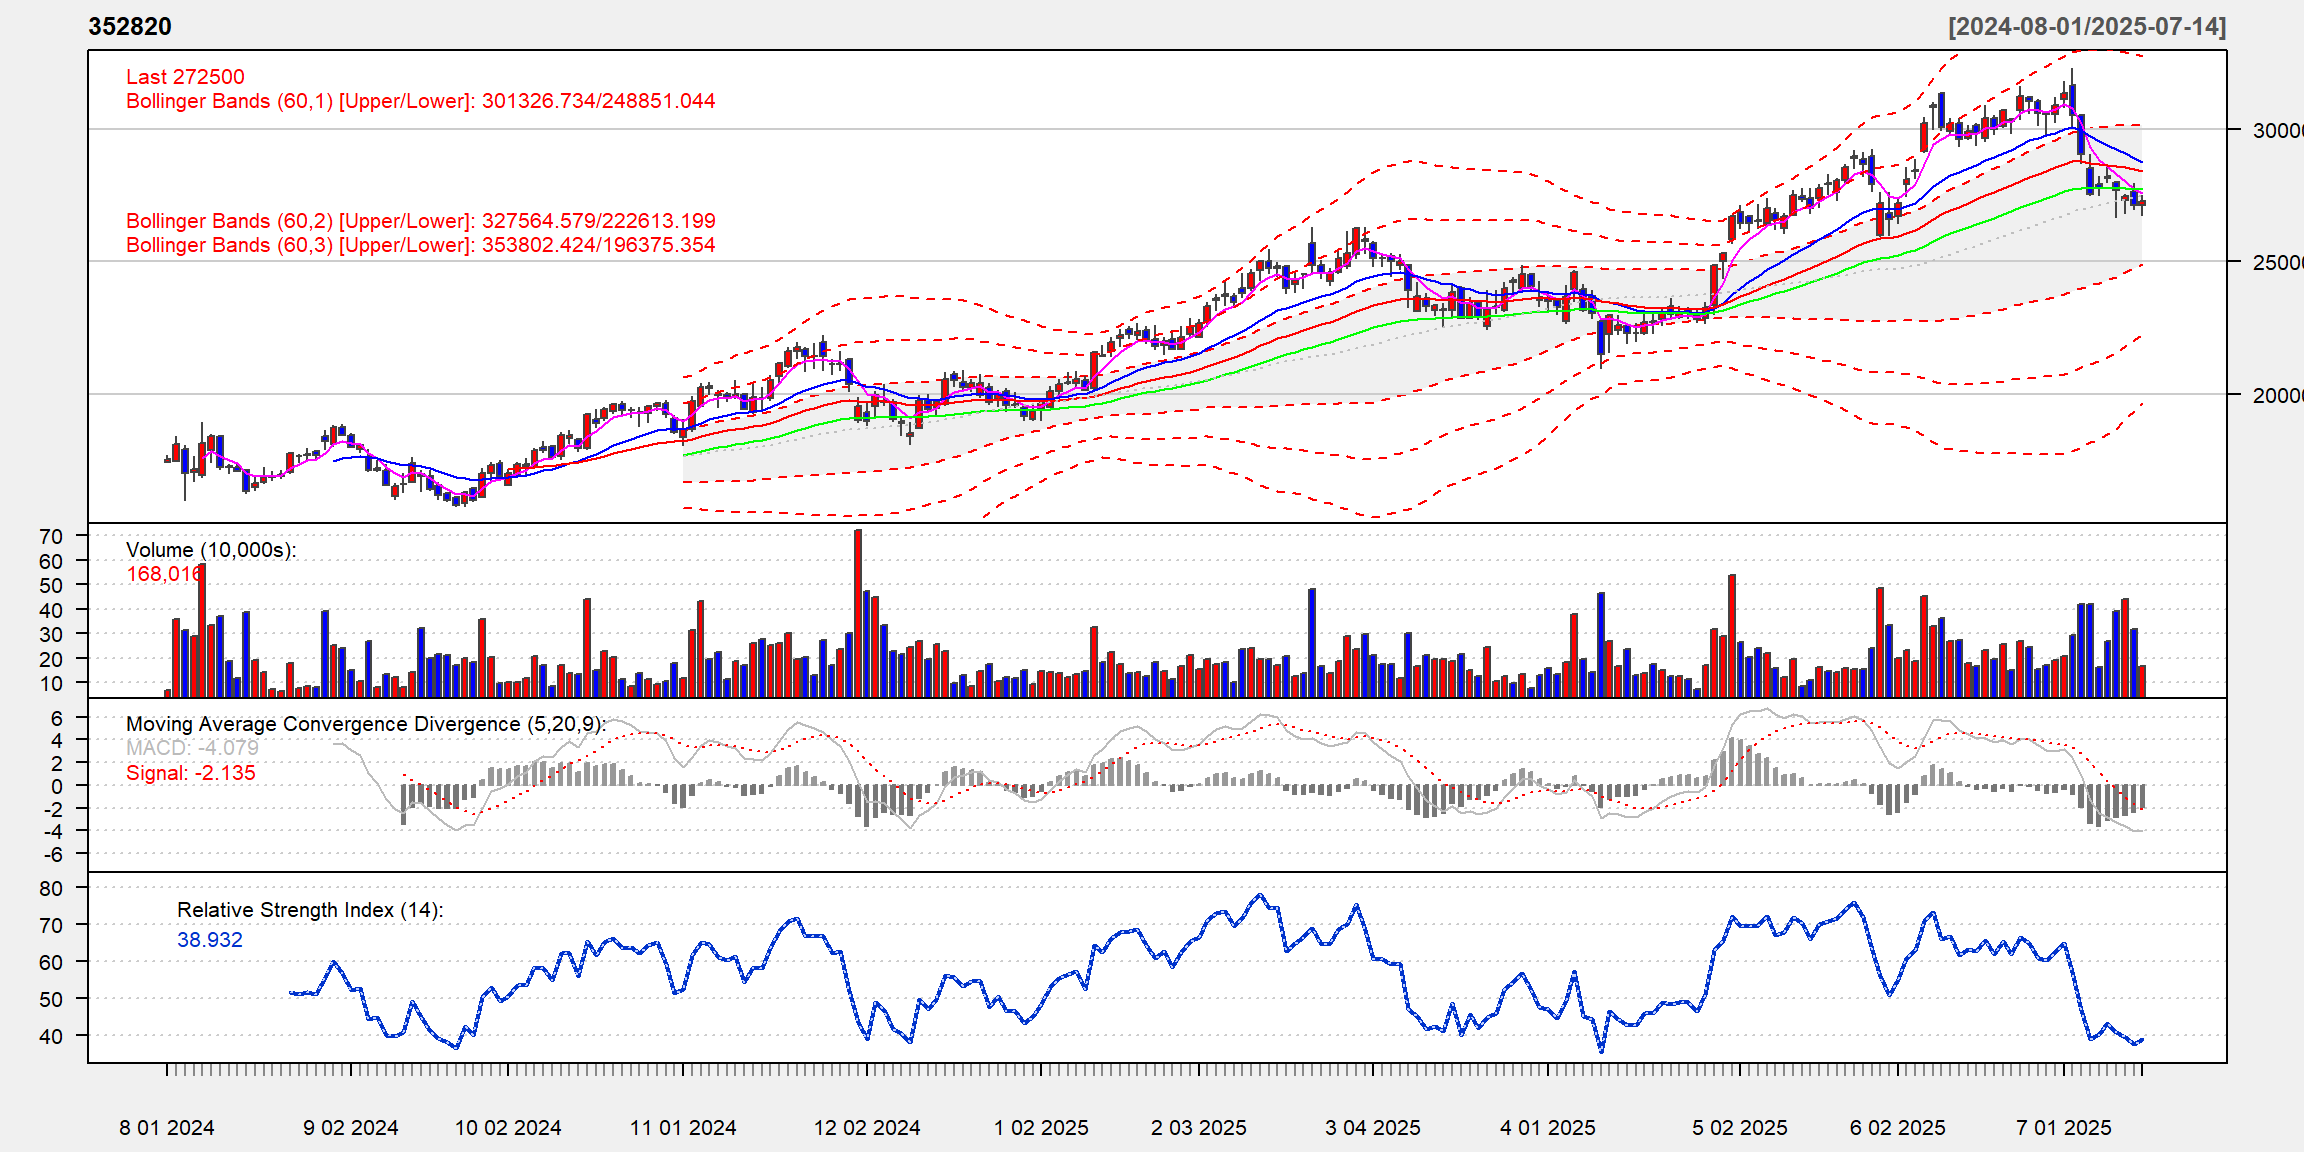 352820
[2024-08-01/2025-07-14]
Last 272500
Bollinger Bands (60,1) [Upper/Lower]: 301326.734/248851.044
Bollinger Bands (60,2) [Upper/Lower]: 327564.579/222613.199
Bollinger Bands (60,3) [Upper/Lower]: 353802.424/196375.354
30000
25000
20000
Volume (10,000s):
168,016
70
60
50
40
30
20
10
Moving Average Convergence Divergence (5,20,9):
MACD: -4.079
Signal: -2.135
6
4
2
0
-2
-4
-6
Relative Strength Index (14):
38.932
80
70
60
50
40
8 01 2024
9 02 2024
10 02 2024
11 01 2024
12 02 2024
1 02 2025
2 03 2025
3 04 2025
4 01 2025
5 02 2025
6 02 2025
7 01 2025